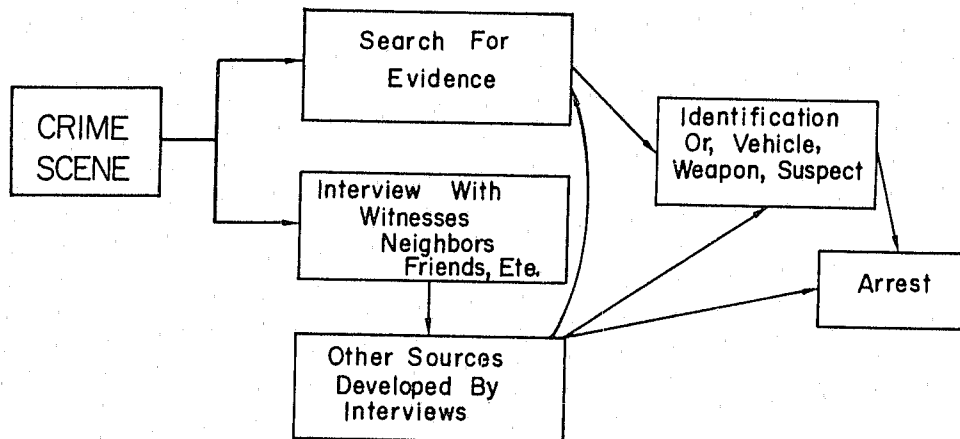 CRIME
SCENE
Search For
Evidence
Interview With
Witnesses
Neighbors
Friends, Ete.
Other Sources
Developed By
Interviews
Identification
Or, Vehicle,
Weapon, Suspect
Arrest